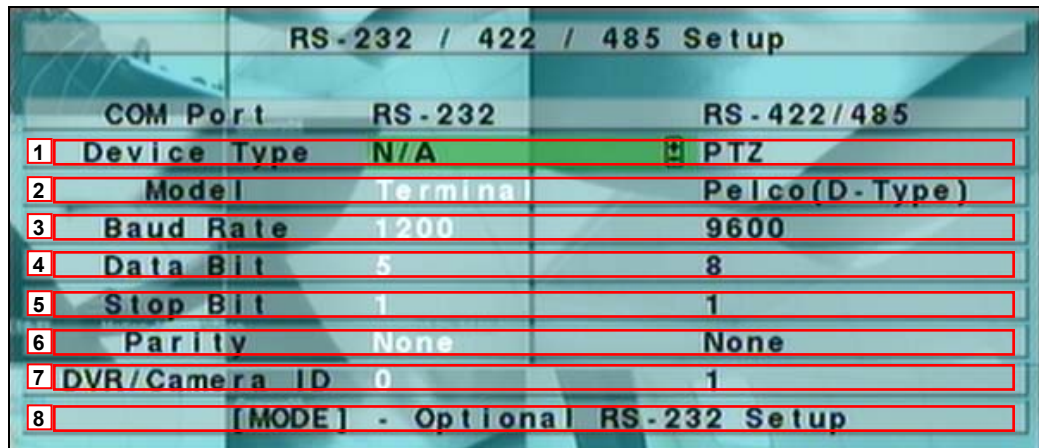 RS-232 / 422 / 485 Setup
COM Port RS-232 RS-422/485
1 Device Type N/A ± PTZ
2 Model Terminal Pelco(D-Type)
3 Baud Rate 1200 9600
4 Data Bit 5 8
5 Stop Bit 1 1
6 Parity None None
7 DVR/Camera ID 0 1
8 [MODE] - Optional RS-232 Setup